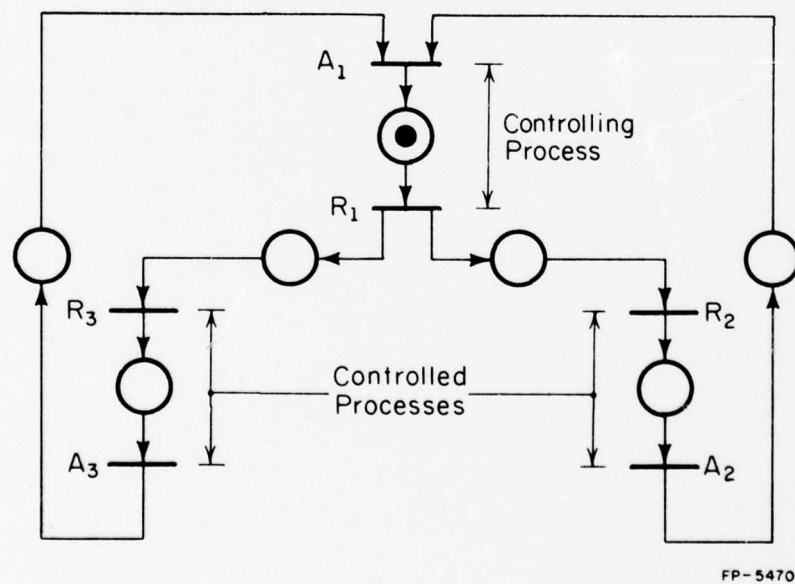 A₁
Controlling
Process
R₁
R₃
R₂
Controlled
Processes
A₃
A₂
FP-5470